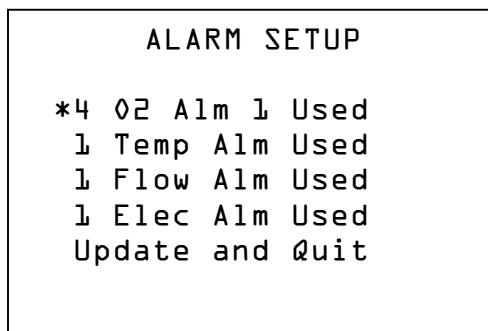 ALARM SETUP
*4 O2 Alm 1 Used
1 Temp Alm Used
1 Flow Alm Used
1 Elec Alm Used
Update and Quit